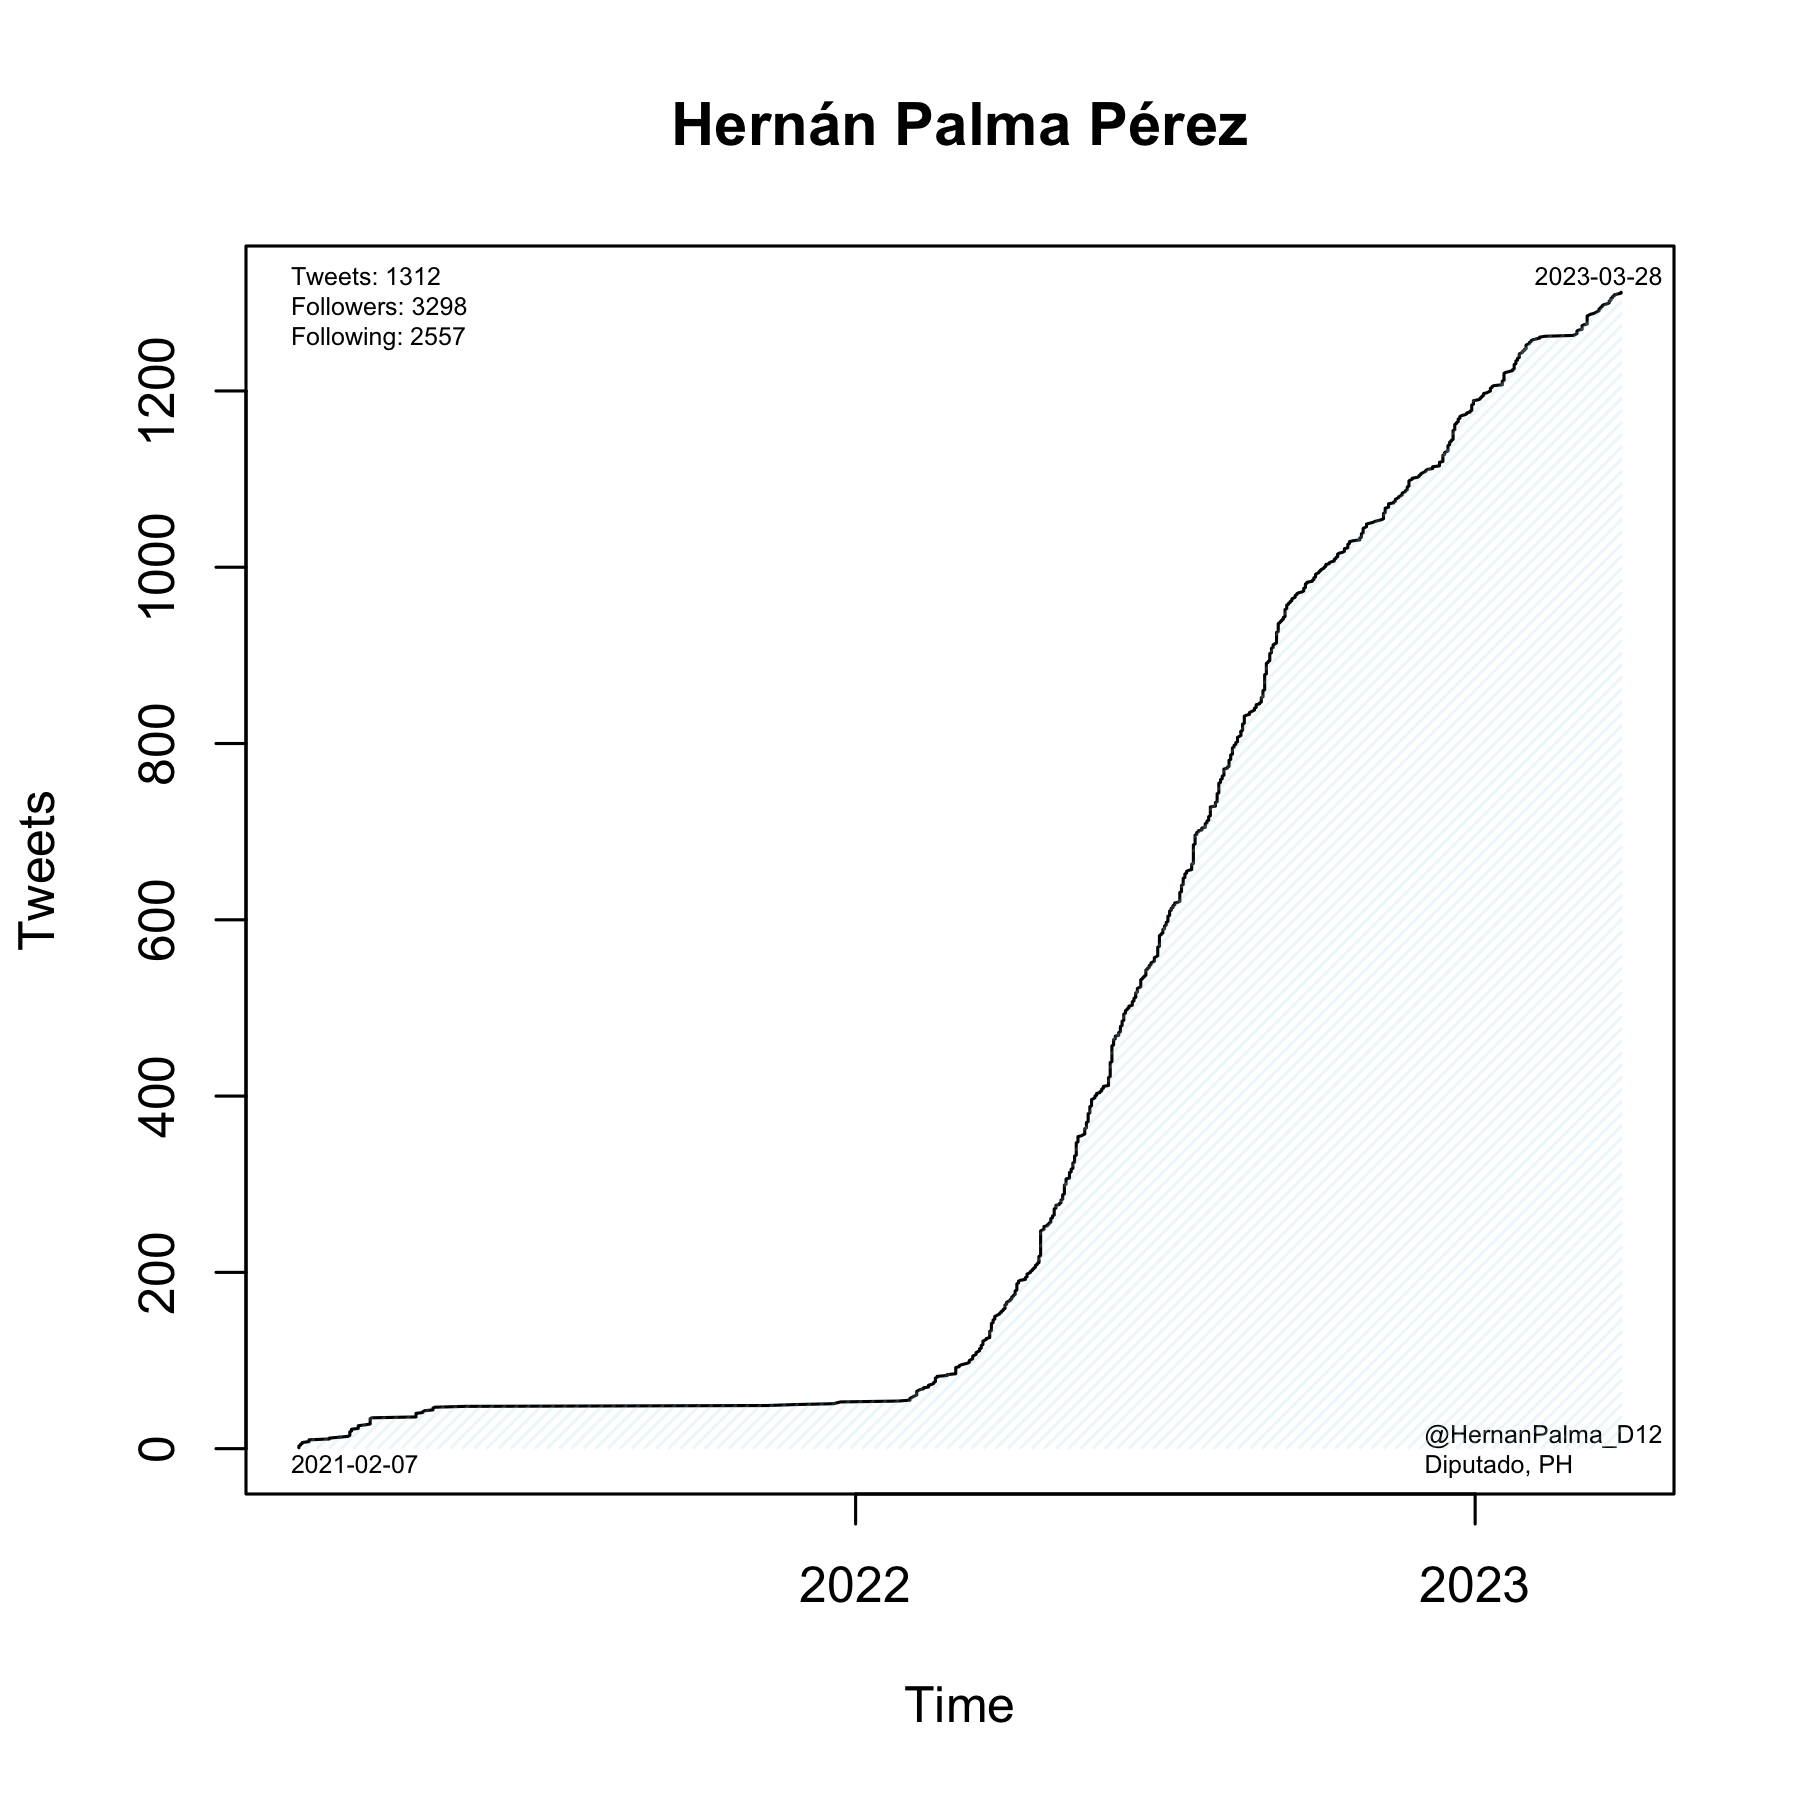 Hernán Palma Pérez
Tweets: 1312
Followers: 3298
Following: 2557
2023-03-28
1200
1000
800
600
400
200
0
Tweets
2021-02-07
@HernanPalma_D12
Diputado, PH
2022
2023
Time